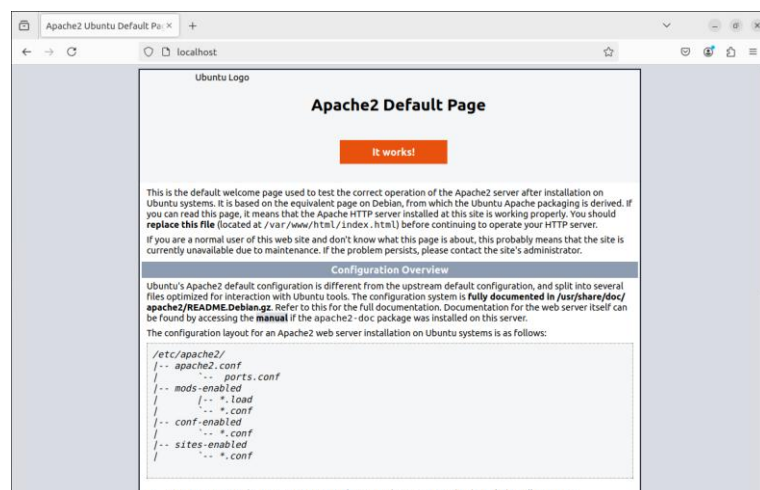 Apache2 Ubuntu Default Pa
localhost
Ubuntu Logo
Apache2 Default Page
It works!
This is the default welcome page used to test the correct operation of the Apache2 server after installation on
Ubuntu systems. It is based on the equivalent page on Debian, from which the Ubuntu Apache packaging is derived. If
you can read this page, it means that the Apache HTTP server installed at this site is working properly. You should
replace this file (located at /var/www/html/index.html) before continuing to operate your HTTP server.
If you are a normal user of this web site and don't know what this page is about, this probably means that the site is
currently unavailable due to maintenance. If the problem persists, please contact the site's administrator.
Configuration Overview
Ubuntu's Apache2 default configuration is different from the upstream default configuration, and split into several
files optimized for interaction with Ubuntu tools. The configuration system is fully documented in /usr/share/doc/
apache2/README.Debian.gz. Refer to this for the full documentation. Documentation for the web server itself can
be found by accessing the manual if the apache2-doc package was installed on this server.
The configuration layout for an Apache2 web server installation on Ubuntu systems is as follows:
/etc/apache2/
|-- apache2.conf
|       `--  ports.conf
|-- mods-enabled
|       |-- *.load
|       `-- *.conf
|-- conf-enabled
|       `-- *.conf
|-- sites-enabled
|       `-- *.conf